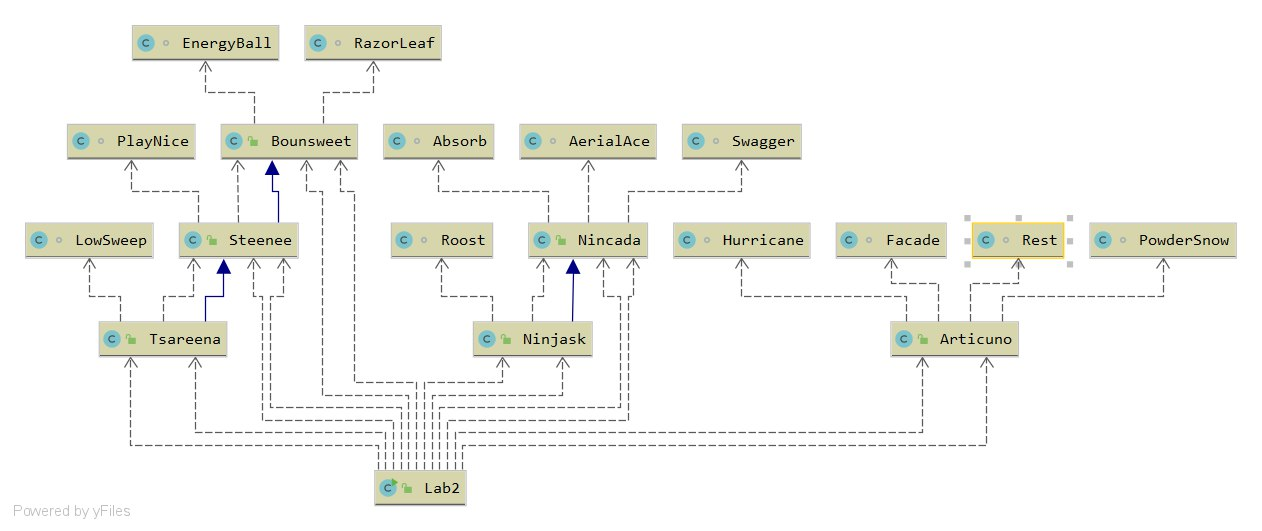 EnergyBall
RazorLeaf
PlayNice
Bounsweet
Absorb
AerialAce
Swagger
LowSweep
Steenee
Roost
Nincada
Hurricane
Facade
Rest
PowderSnow
Tsareena
Ninjask
Articuno
Lab2
Powered by yFiles